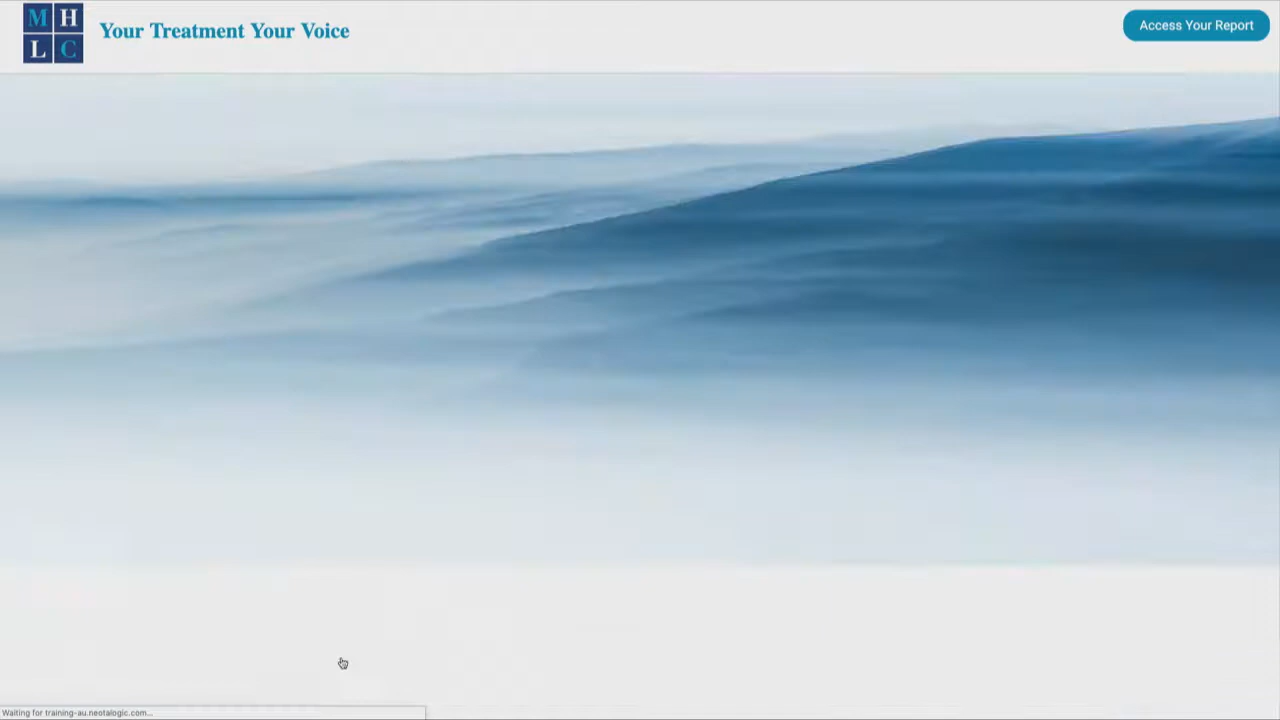 M H
L C
Your Treatment Your Voice
Access Your Report
Waiting for training-au.neotalogic.com...